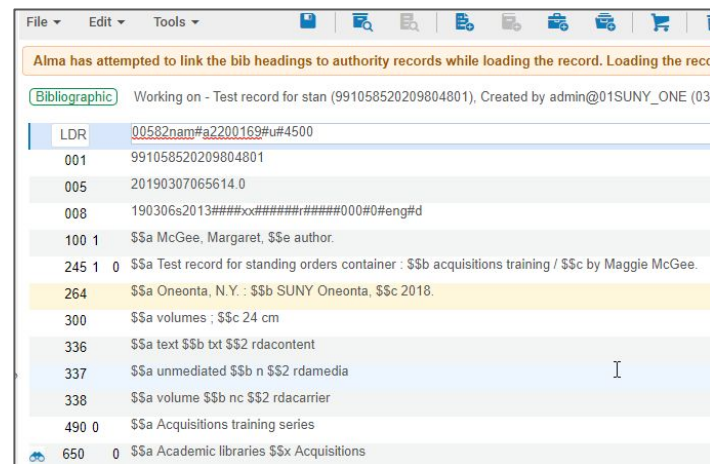 File Edit Tools
Alma has attempted to link the bib headings to authority records while loading the record. Loading the reco
Bibliographic Working on - Test record for stan (991058520209804801), Created by admin@01SUNY_ONE (03
LDR 00582nam#a2200169#u#4500
001 991058520209804801
005 20190307065614.0
008 190306s2013####xx######r#####000#0#eng#d
100 1 $$a McGee, Margaret, $$e author.
245 1 0 $$a Test record for standing orders container : $$b acquisitions training / $$c by Maggie McGee.
264 $$a Oneonta, N.Y. : $$b SUNY Oneonta, $$c 2018.
300 $$a volumes ; $$c 24 cm
336 $$a text $$b txt $$2 rdacontent
337 $$a unmediated $$b n $$2 rdamedia
338 $$a volume $$b nc $$2 rdacarrier
490 0 $$a Acquisitions training series
650 0 $$a Academic libraries $$x Acquisitions